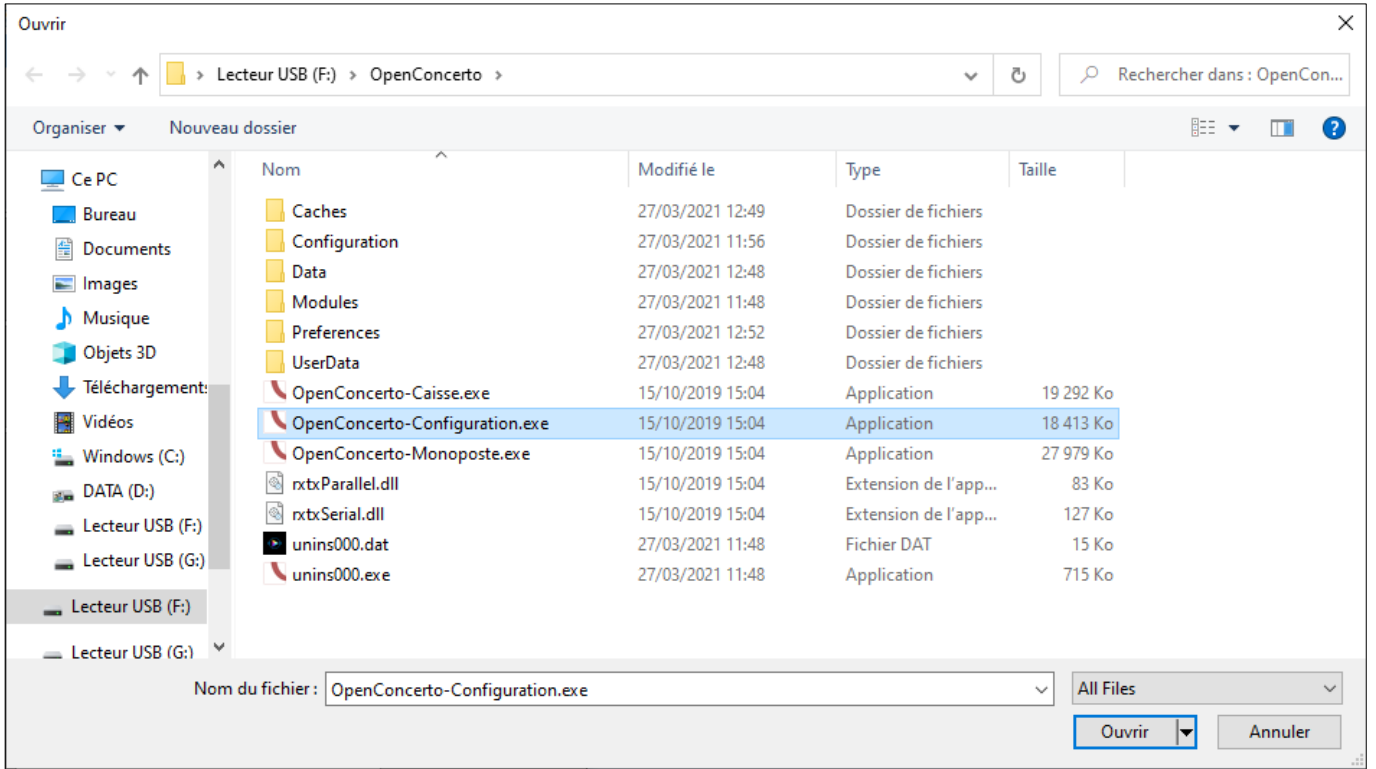 Ouvrir
Lecteur USB (F:) > OpenConcerto >
Rechercher dans : OpenCon...
Organiser Nouveau dossier
Nom Modifié le Type Taille
Ce PC
Bureau
Documents
Images
Musique
Objets 3D
Téléchargements
Vidéos
Windows (C:)
DATA (D:)
Lecteur USB (F:)
Lecteur USB (G:)
Lecteur USB (F:)
Lecteur USB (G:)
Caches 27/03/2021 12:49 Dossier de fichiers
Configuration 27/03/2021 11:56 Dossier de fichiers
Data 27/03/2021 12:48 Dossier de fichiers
Modules 27/03/2021 11:48 Dossier de fichiers
Preferences 27/03/2021 12:52 Dossier de fichiers
UserData 27/03/2021 12:48 Dossier de fichiers
OpenConcerto-Caisse.exe 15/10/2019 15:04 Application 19 292 Ko
OpenConcerto-Configuration.exe 15/10/2019 15:04 Application 18 413 Ko
OpenConcerto-Monoposte.exe 15/10/2019 15:04 Application 27 979 Ko
rxtxParallel.dll 15/10/2019 15:04 Extension de l'app... 83 Ko
rxtxSerial.dll 15/10/2019 15:04 Extension de l'app... 127 Ko
unins000.dat 27/03/2021 11:48 Fichier DAT 15 Ko
unins000.exe 27/03/2021 11:48 Application 715 Ko
Nom du fichier : OpenConcerto-Configuration.exe All Files
Ouvrir Annuler